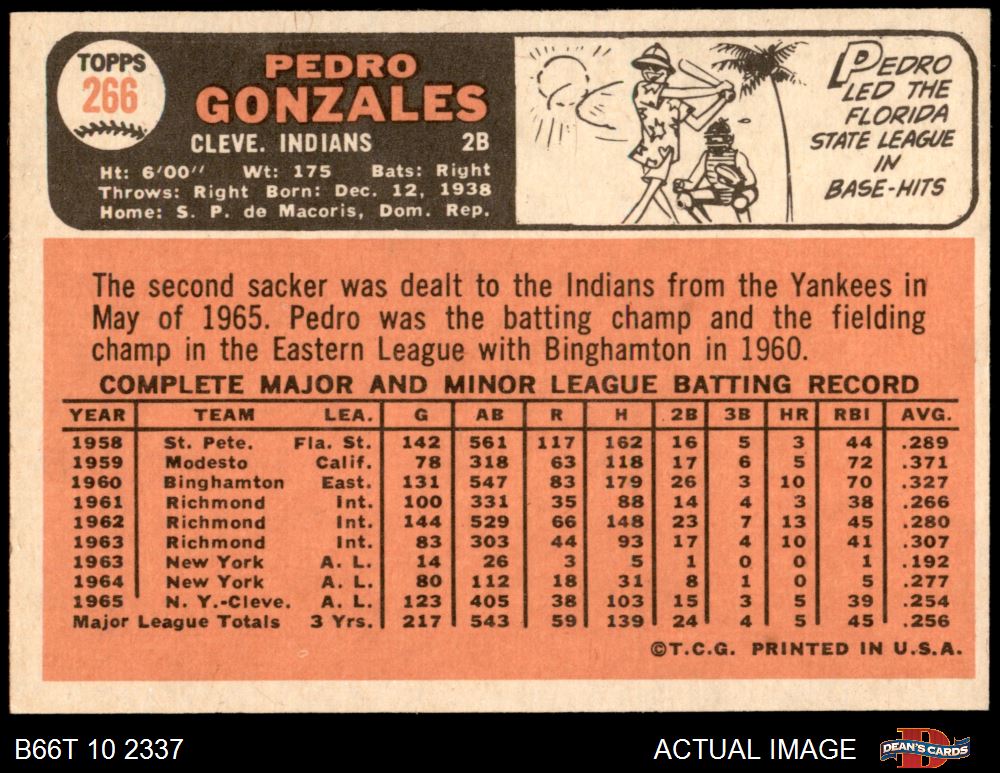 TOPPS
266
PEDRO
GONZALES
CLEVE. INDIANS 2B
Ht: 6'00" Wt: 175 Bats: Right
Throws: Right Born: Dec. 12, 1938
Home: S. P. de Macoris, Dom. Rep.
PEDRO
LED THE
FLORIDA
STATE LEAGUE
IN
BASE-HITS
The second sacker was dealt to the Indians from the Yankees in
May of 1965. Pedro was the batting champ and the fielding
champ in the Eastern League with Binghamton in 1960.
COMPLETE MAJOR AND MINOR LEAGUE BATTING RECORD
YEAR TEAM LEA. G AB R H 2B 3B HR RBI AVG.
1958 St. Pete. Fla. St. 142 561 117 162 16 5 3 44 .289
1959 Modesto Calif. 78 318 63 118 17 6 5 72 .371
1960 Binghamton East. 131 547 83 179 26 3 10 70 .327
1961 Richmond Int. 100 331 35 88 14 4 3 38 .266
1962 Richmond Int. 144 529 66 148 23 7 13 45 .280
1963 Richmond Int. 83 303 44 93 17 4 10 41 .307
1963 New York A. L. 14 26 3 5 1 0 0 1 .192
1964 New York A. L. 80 112 18 31 8 1 0 5 .277
1965 N. Y.-Cleve. A. L. 123 405 38 103 15 3 5 39 .254
Major League Totals 3 Yrs. 217 543 59 139 24 4 5 45 .256
©T.C.G. PRINTED IN U.S.A.
B66T 10 2337
ACTUAL IMAGE
DEAN'S CARDS